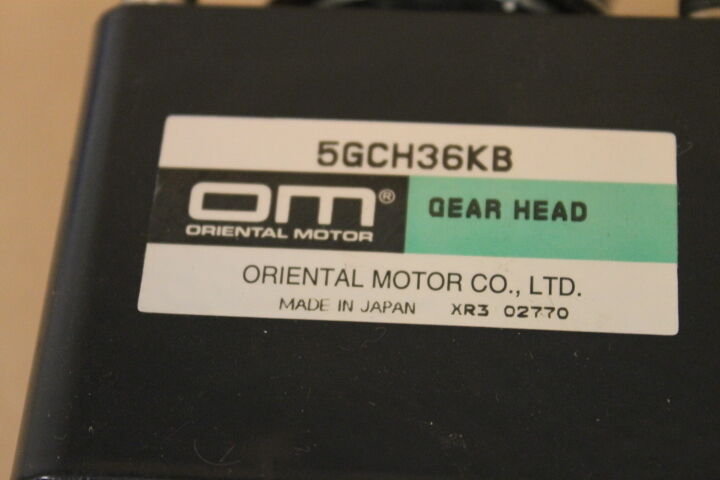 5GCH36KB
OM®
ORIENTAL MOTOR
GEAR HEAD
ORIENTAL MOTOR CO., LTD.
MADE IN JAPAN XR3 02770